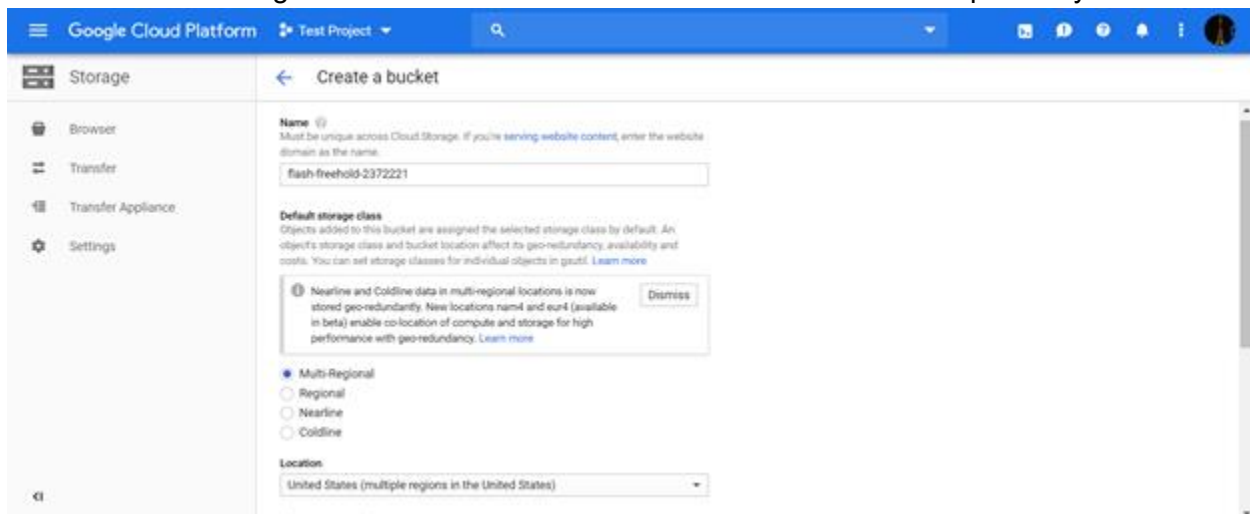 Google Cloud Platform
Test Project
Storage
Create a bucket
Browser
Transfer
Transfer Appliance
Settings
Name
Must be unique across Cloud Storage. If you're serving website content, enter the website
domain as the name.
flash-freehold-2372221
Default storage class
Objects added to this bucket are assigned the selected storage class by default. An
object's storage class and bucket location affect its geo-redundancy, availability and
costs. You can set storage classes for individual objects in gsutil. Learn more
Nearline and Coldline data in multi-regional locations is now
stored geo-redundantly. New locations nam4 and eur4 (available
in beta) enable co-location of compute and storage for high
performance with geo-redundancy. Learn more
Dismiss
Multi-Regional
Regional
Nearline
Coldline
Location
United States (multiple regions in the United States)